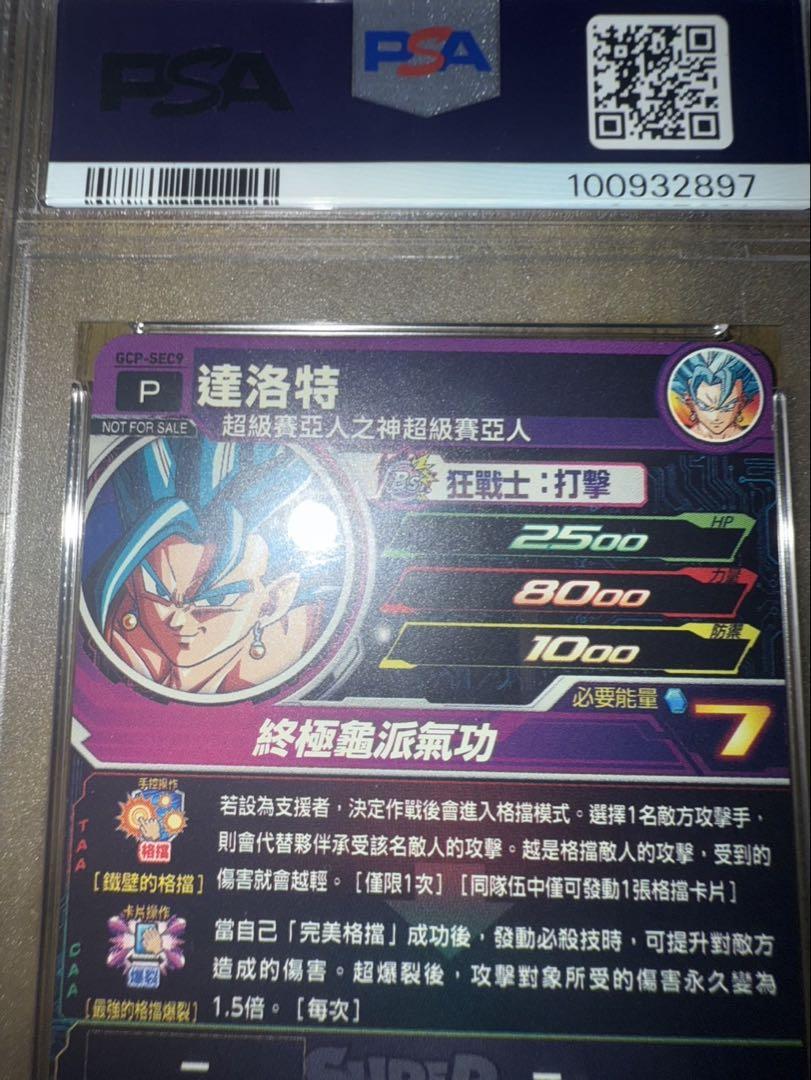 PSA PSA
100932897
GCP-SEC9
P 達洛特
NOT FOR SALE 超級賽亞人之神超級賽亞人
BS 狂戰士：打擊
HP
2500
力量
8000
防禦
1000
必要能量 7
終極龜派氣功
手控操作
格擋
TAA
[鐵壁的格擋]
若設為支援者，決定作戰後會進入格擋模式。選擇1名敵方攻擊手，
則會代替夥伴承受該名敵人的攻擊。越是格擋敵人的攻擊，受到的
傷害就會越輕。[僅限1次] [同隊伍中僅可發動1張格擋卡片]
卡片操作
爆裂
CAA
[最強的格擋爆裂]
當自己「完美格擋」成功後，發動必殺技時，可提升對敵方
造成的傷害。超爆裂後，攻擊對象所受的傷害永久變為
1.5倍。[每次]
SUPER